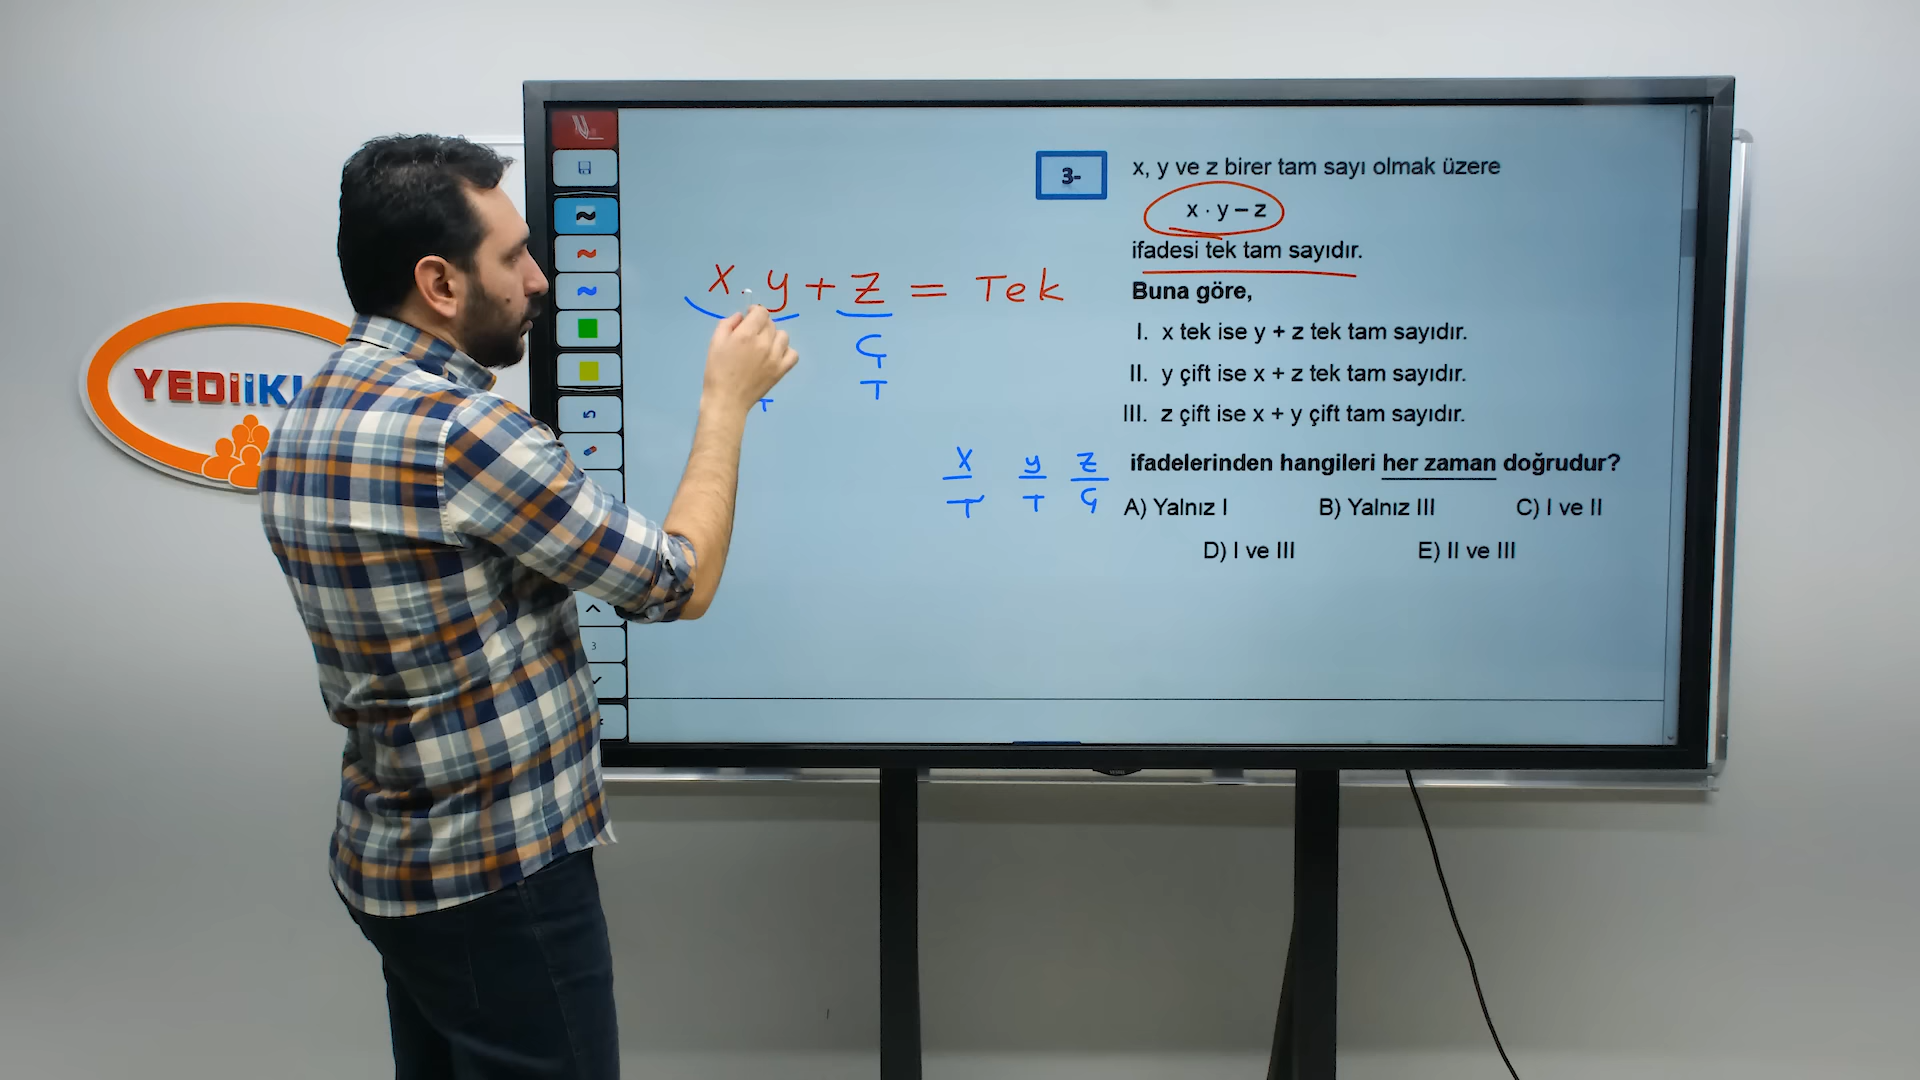 YEDiiKİ
3-
x, y ve z birer tam sayı olmak üzere
x · y – z
ifadesi tek tam sayıdır.
Buna göre,
I. x tek ise y + z tek tam sayıdır.
II. y çift ise x + z tek tam sayıdır.
III. z çift ise x + y çift tam sayıdır.
ifadelerinden hangileri her zaman doğrudur?
A) Yalnız I B) Yalnız III C) I ve II
D) I ve III E) II ve III
x · y + z = Tek
Ç
T T
x y z
T T Ç
3